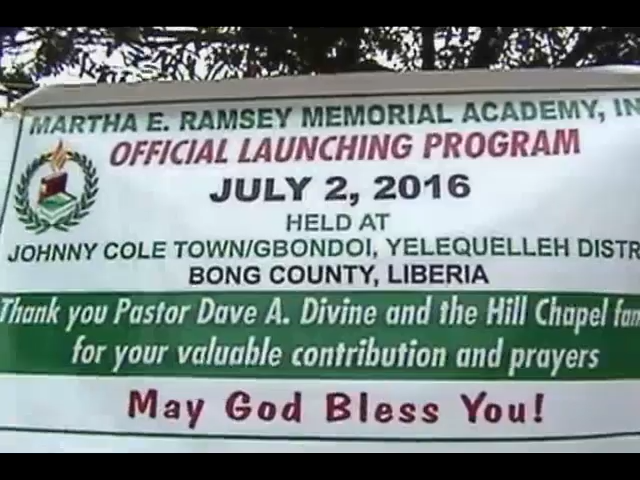 MARTHA E. RAMSEY MEMORIAL ACADEMY, IN
OFFICIAL LAUNCHING PROGRAM
JULY 2, 2016
HELD AT
JOHNNY COLE TOWN/GBONDOI, YELEQUELLEH DISTR
BONG COUNTY, LIBERIA
Thank you Pastor Dave A. Divine and the Hill Chapel fam
for your valuable contribution and prayers
May God Bless You!